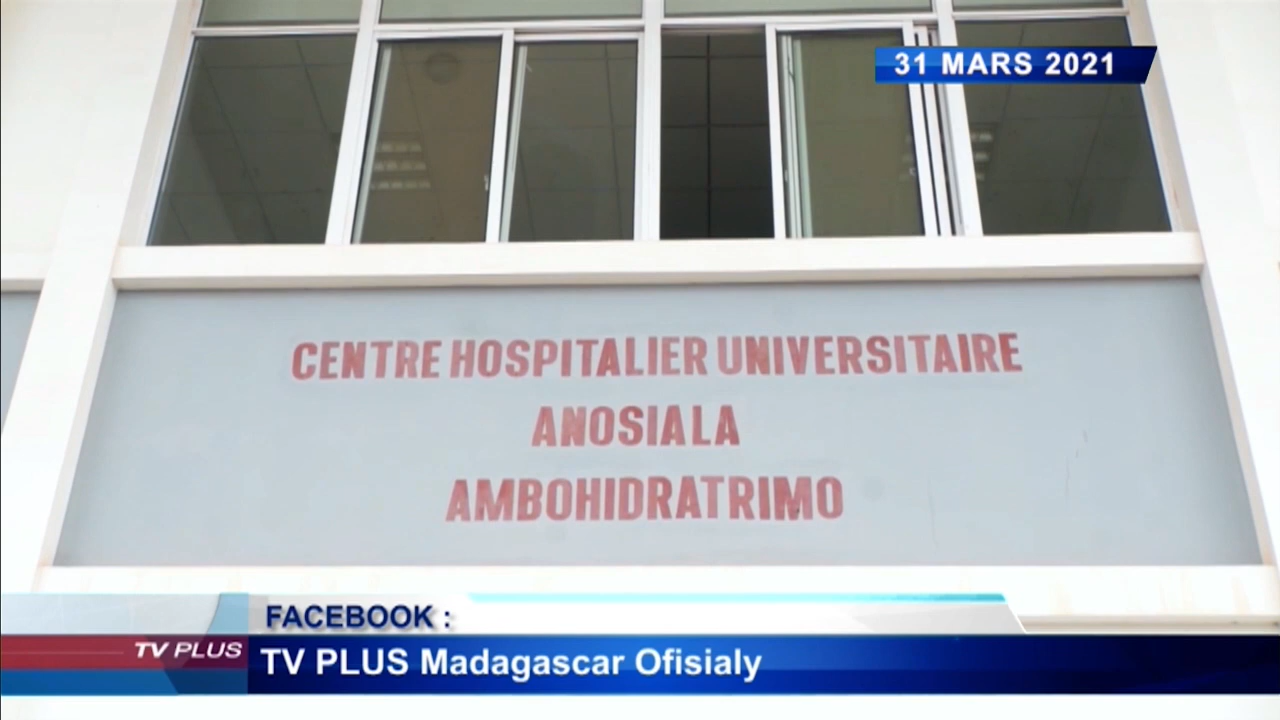 31 MARS 2021
CENTRE HOSPITALIER UNIVERSITAIRE
ANOSIALA
AMBOHIDRATRIMO
FACEBOOK :
TV PLUS
TV PLUS Madagascar Ofisialy